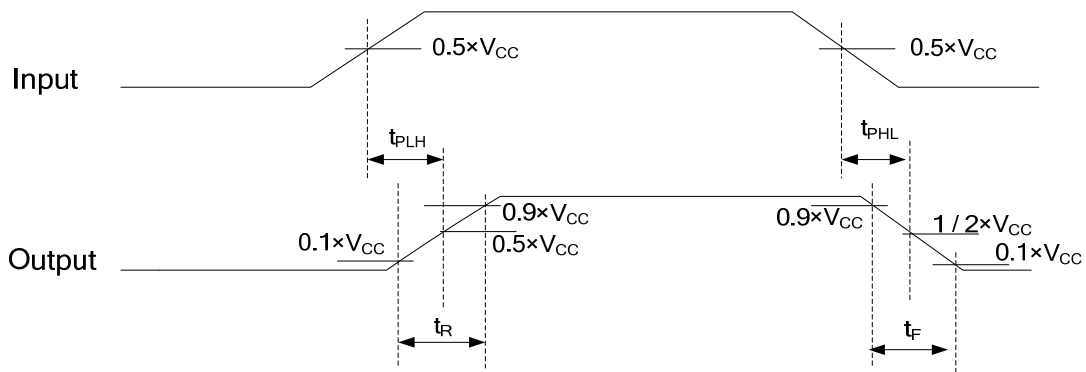 0.5×VCC
0.5×VCC
Input
tPLH
tPHL
0.9×VCC
0.9×VCC
1 / 2×VCC
0.1×VCC
0.5×VCC
0.1×VCC
Output
tR
tF